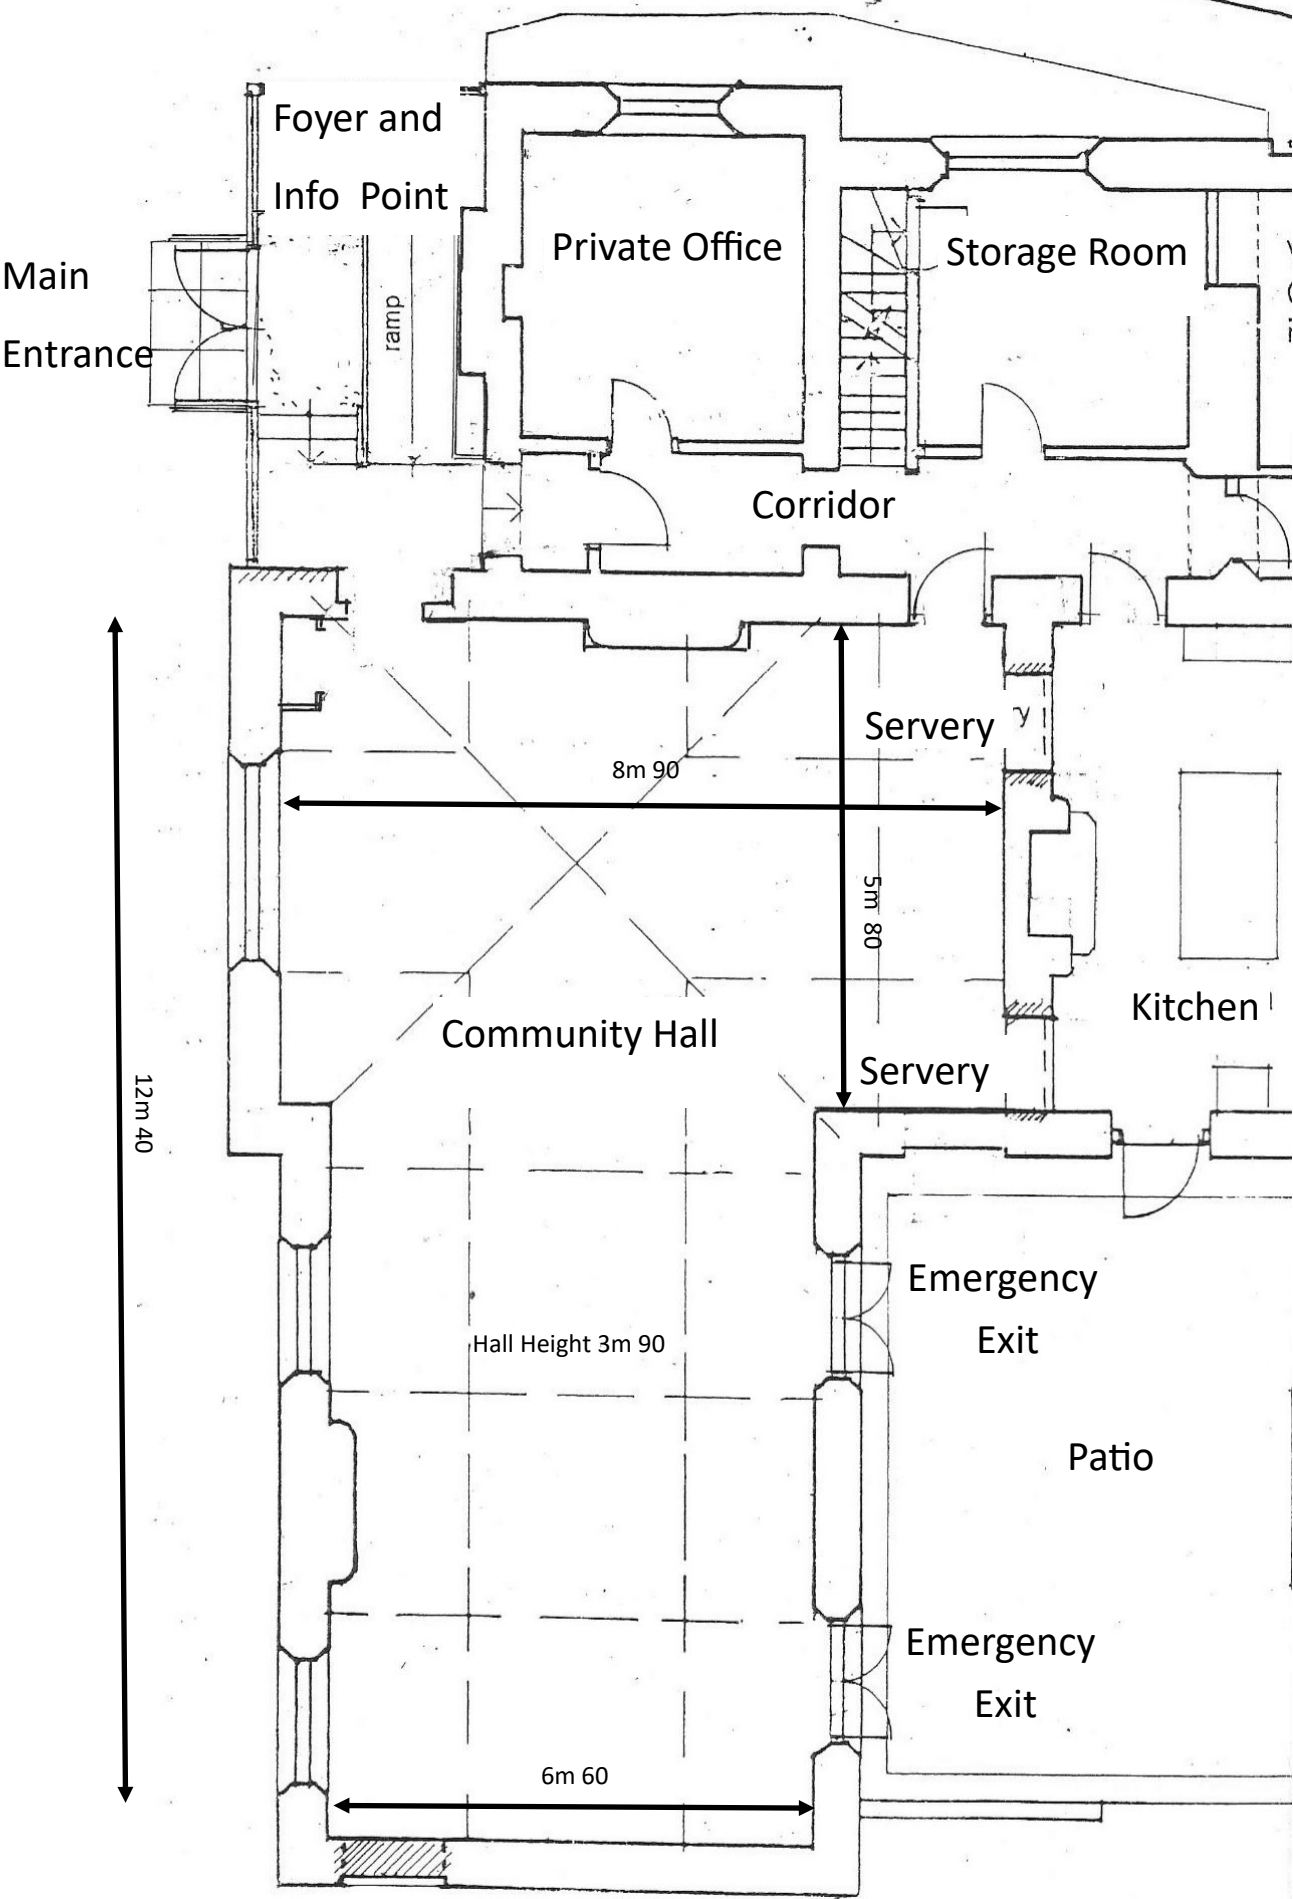 Foyer and
Info Point
Main
Entrance
ramp
Private Office
Storage Room
Corridor
Servery
y
8m 90
5m 80
Community Hall
Kitchen
Servery
12m 40
Emergency
Exit
Hall Height 3m 90
Patio
Emergency
Exit
6m 60